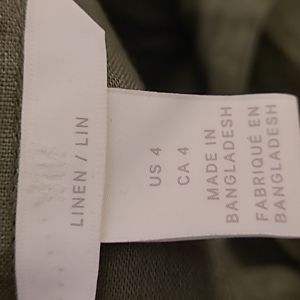 LINEN / LIN
US 4
CA 4
MADE IN
BANGLADESH
FABRIQUÉ EN
BANGLADESH